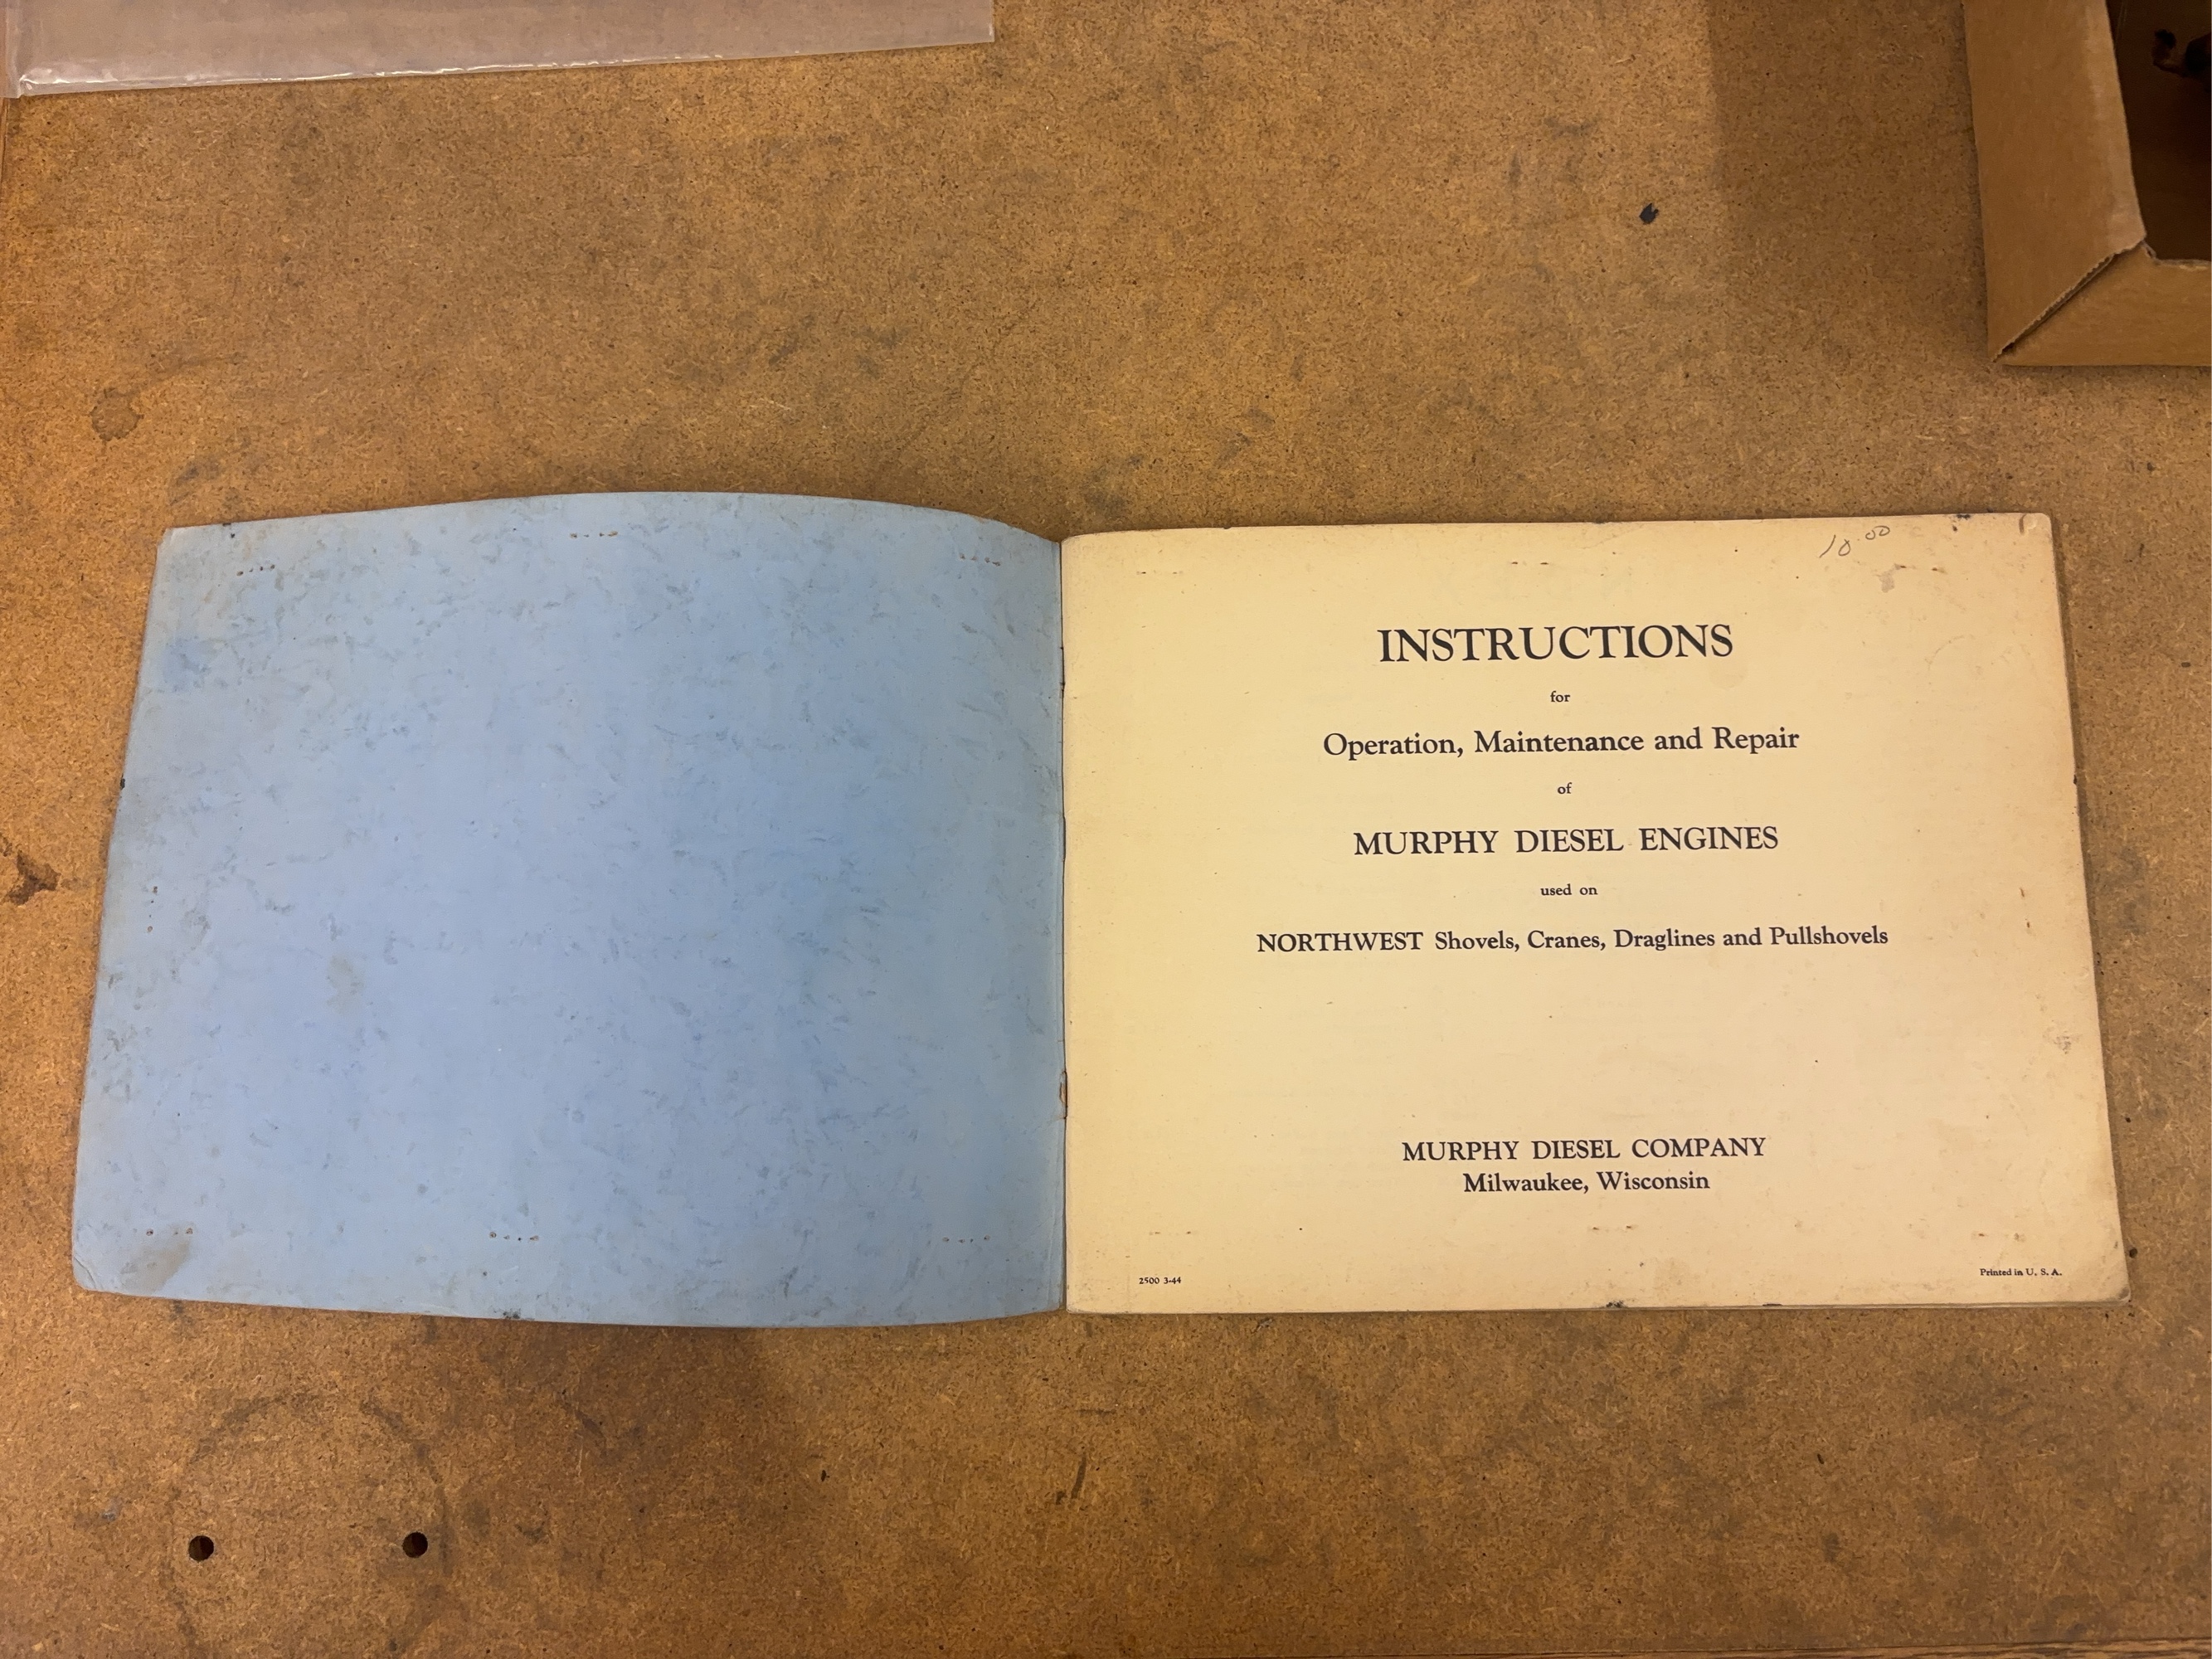 10.00
INSTRUCTIONS
for
Operation, Maintenance and Repair
of
MURPHY DIESEL ENGINES
used on
NORTHWEST Shovels, Cranes, Draglines and Pullshovels
MURPHY DIESEL COMPANY
Milwaukee, Wisconsin
2500 3-44
Printed in U. S. A.